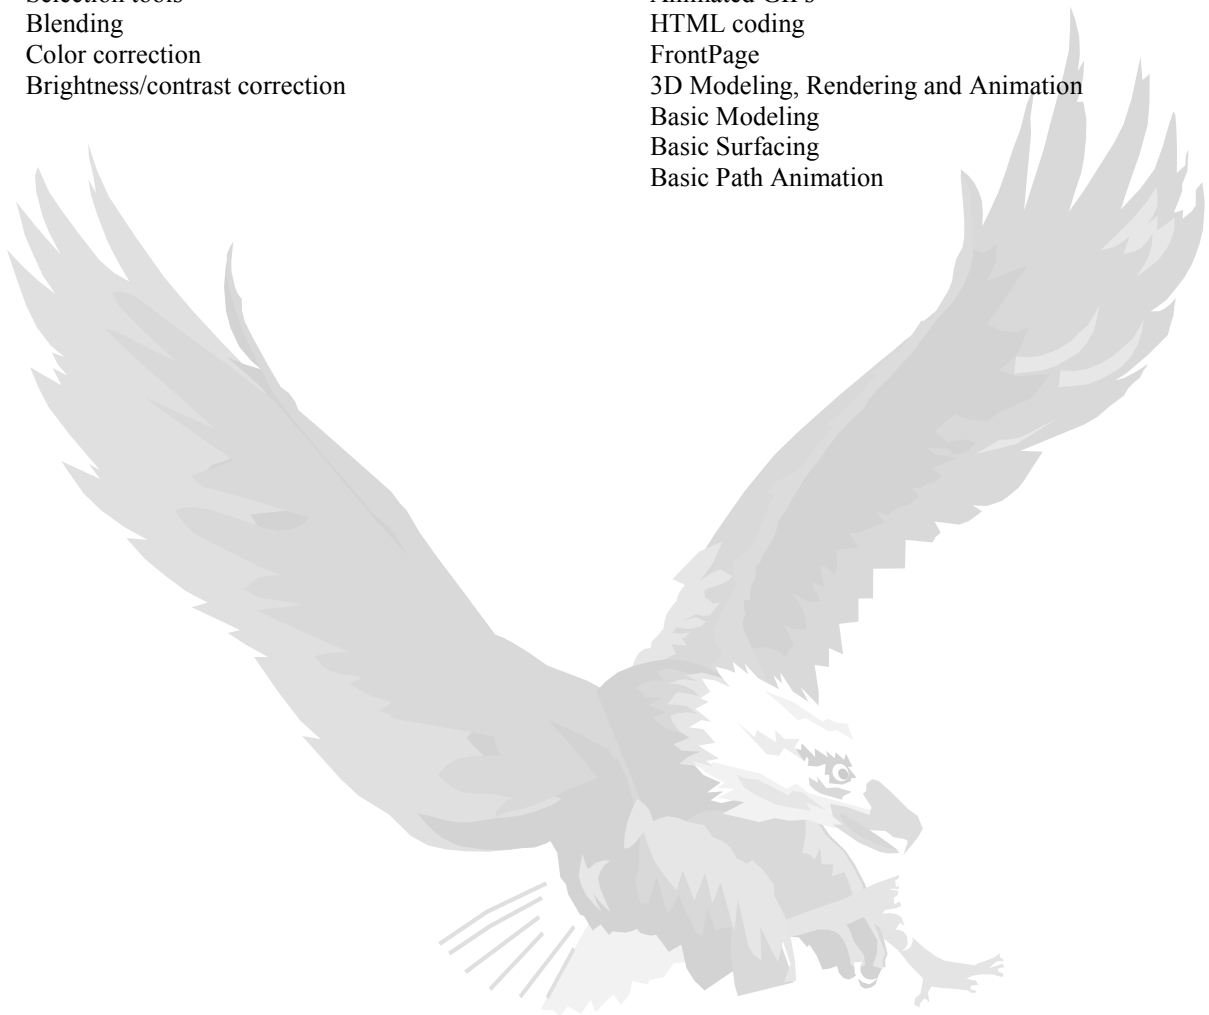 Selection tools
Blending
Color correction
Brightness/contrast correction
Animated GIFs
HTML coding
FrontPage
3D Modeling, Rendering and Animation
Basic Modeling
Basic Surfacing
Basic Path Animation